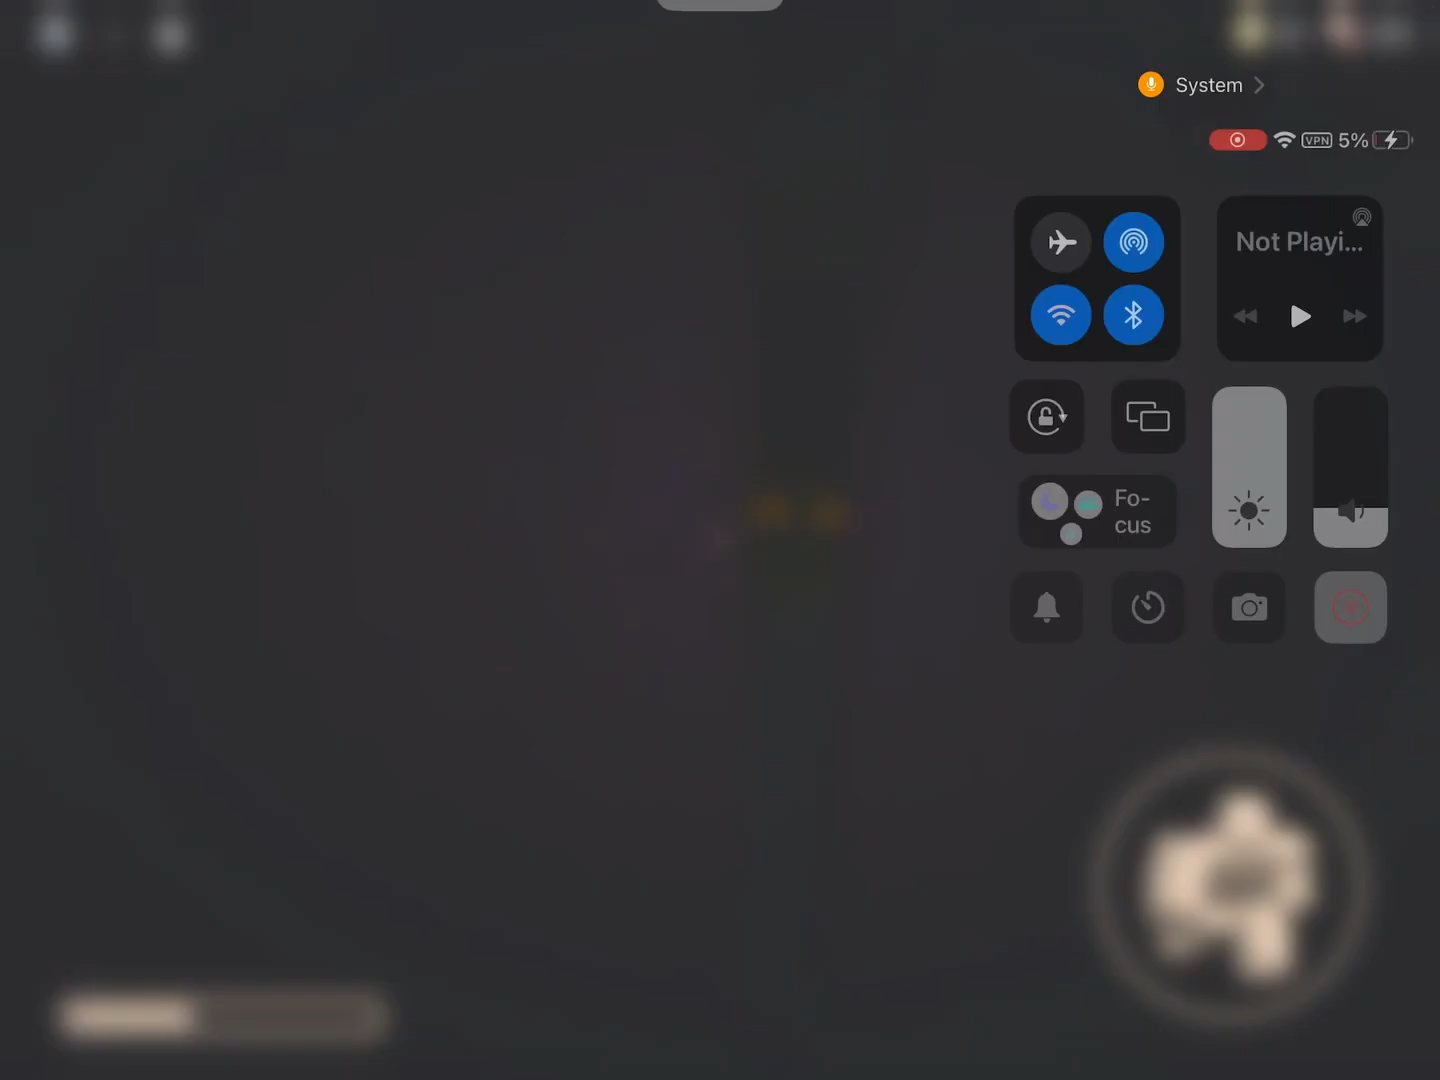 System
VPN 5%
Not Playi...
Fo-
cus